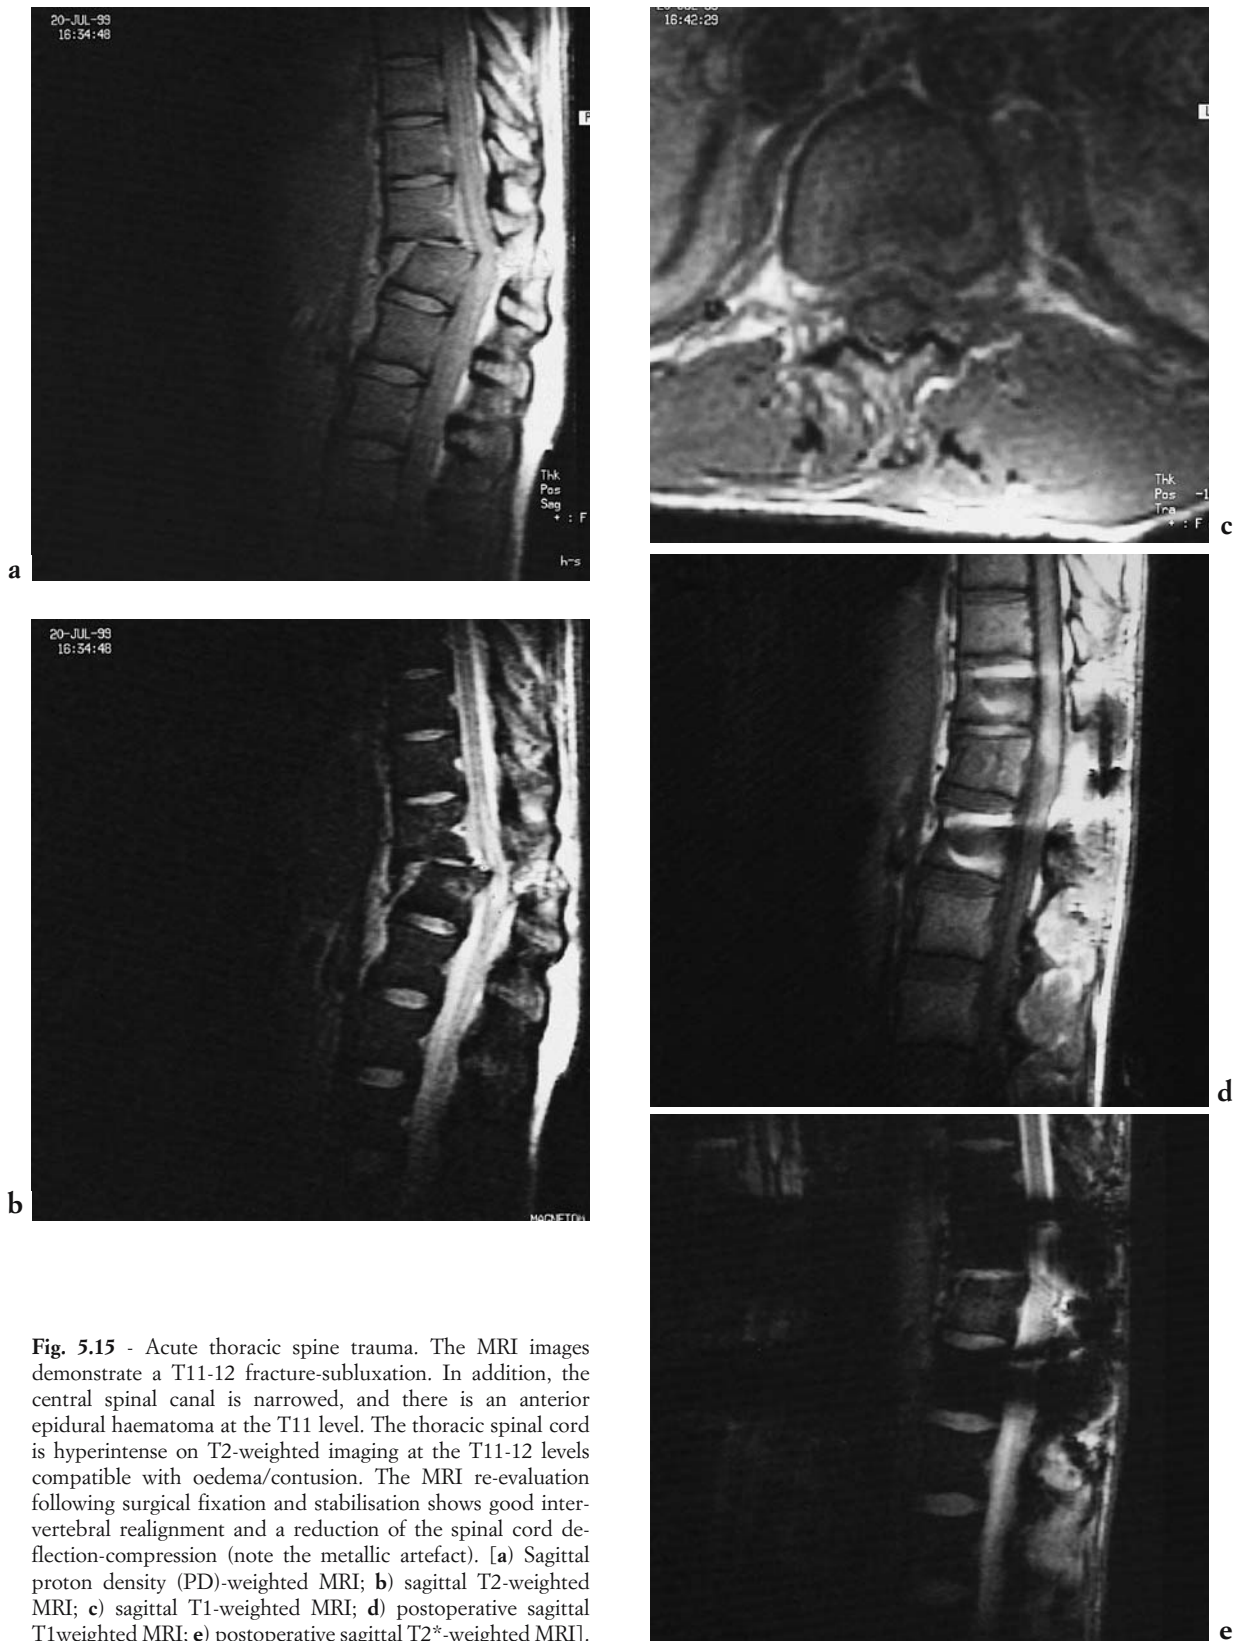 20-JUL-99
16:34:48
P
Thk
Pos
Sag
+ : F
h-s
a
20-JUL-99
16:34:48
MAGNETOM
b
16:42:29
L
Thk
Pos -1
Tra
+ : F
c
d
e
Fig. 5.15 - Acute thoracic spine trauma. The MRI images
demonstrate a T11-12 fracture-subluxation. In addition, the
central spinal canal is narrowed, and there is an anterior
epidural haematoma at the T11 level. The thoracic spinal cord
is hyperintense on T2-weighted imaging at the T11-12 levels
compatible with oedema/contusion. The MRI re-evaluation
following surgical fixation and stabilisation shows good inter-
vertebral realignment and a reduction of the spinal cord de-
flection-compression (note the metallic artefact). [a) Sagittal
proton density (PD)-weighted MRI; b) sagittal T2-weighted
MRI; c) sagittal T1-weighted MRI; d) postoperative sagittal
T1weighted MRI; e) postoperative sagittal T2*-weighted MRI].